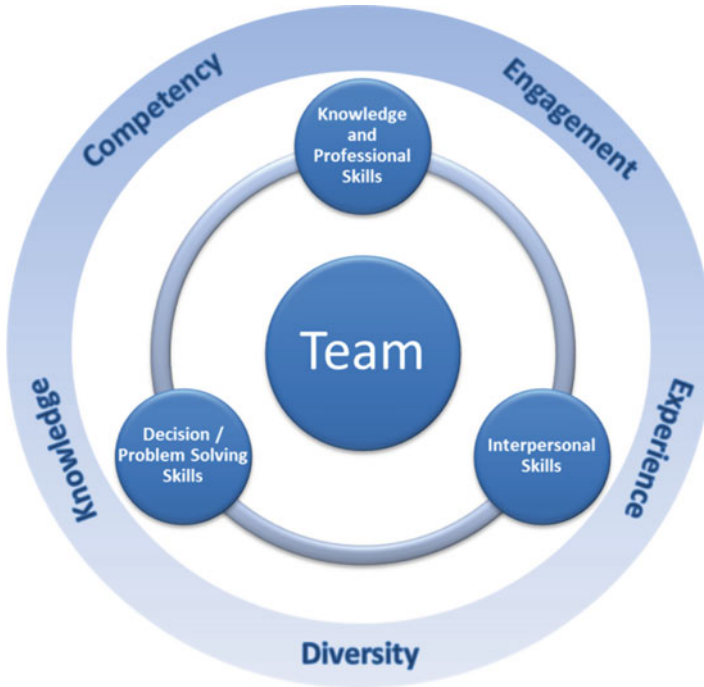 Competency
Engagement
Knowledge
and
Professional
Skills
Team
Decision /
Problem Solving
Skills
Interpersonal
Skills
Knowledge
Experience
Diversity